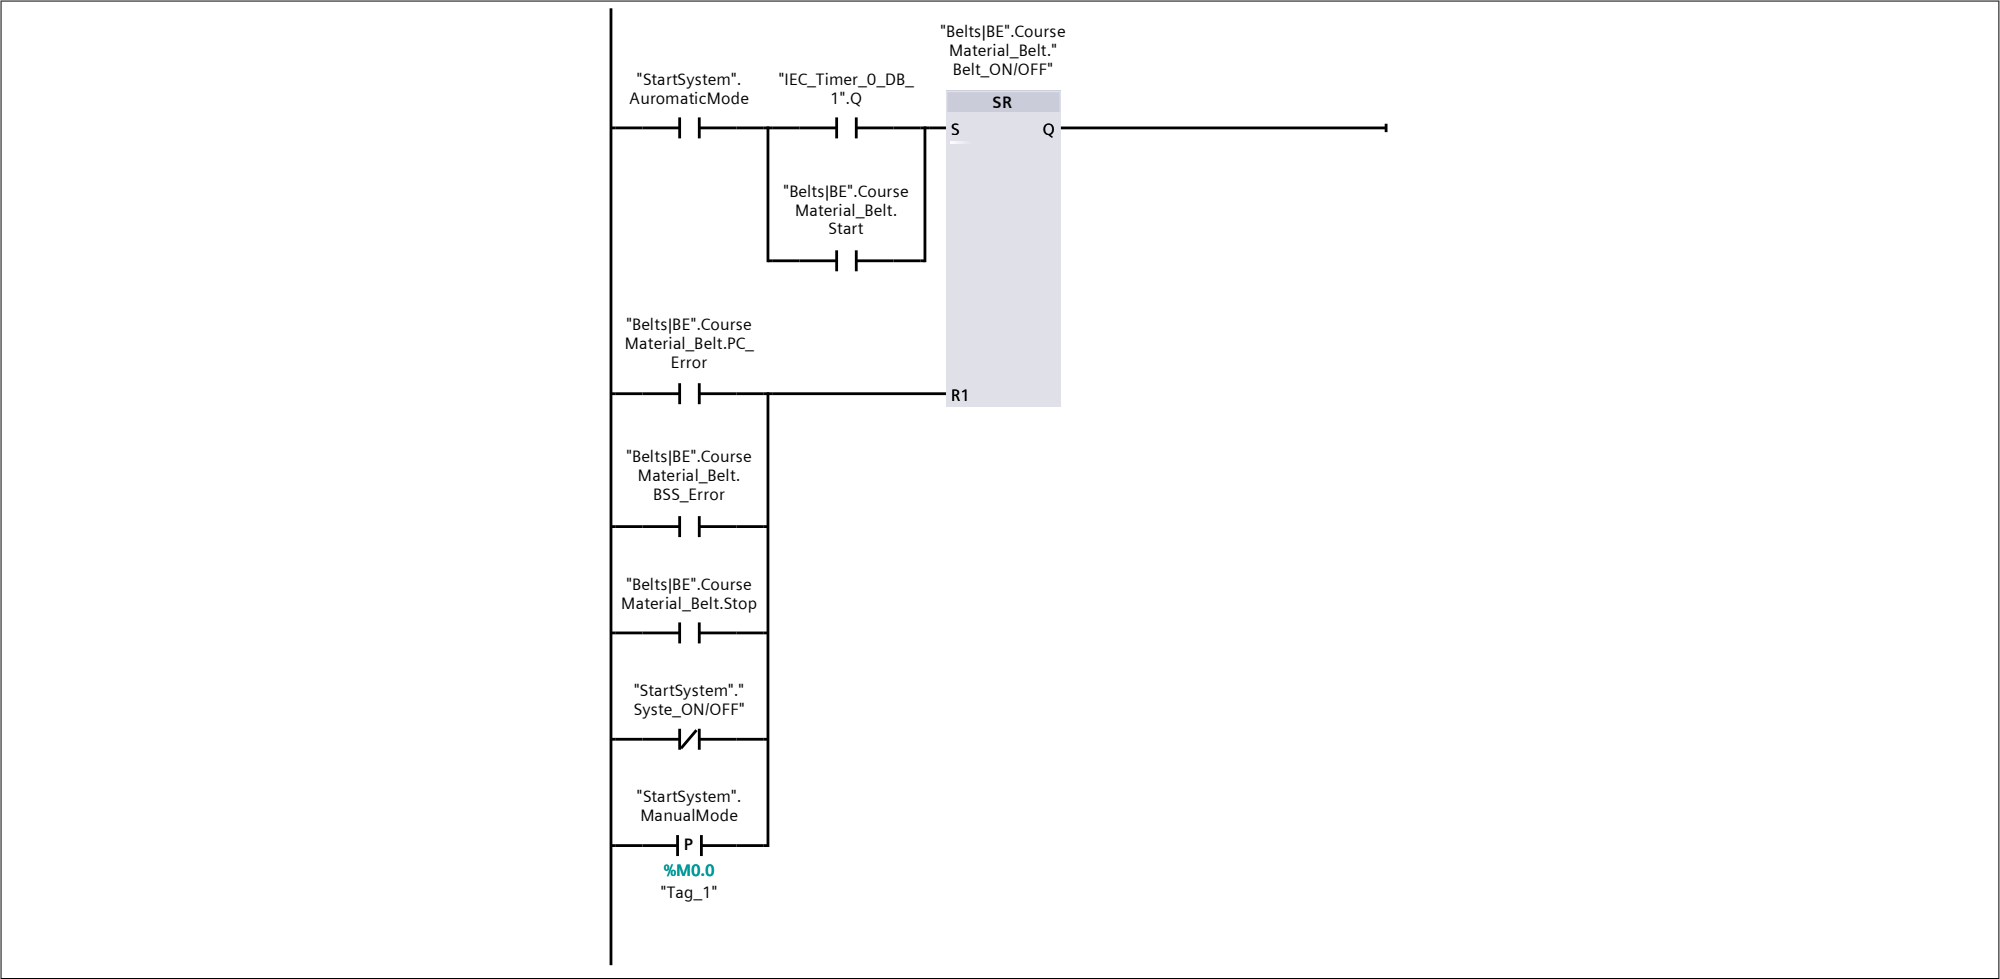 "Belts|BE".Course
Material_Belt."
Belt_ON/OFF"
"StartSystem".
AuromaticMode
"IEC_Timer_0_DB_
1".Q
SR
S
Q
"Belts|BE".Course
Material_Belt.
Start
"Belts|BE".Course
Material_Belt.PC_
Error
R1
"Belts|BE".Course
Material_Belt.
BSS_Error
"Belts|BE".Course
Material_Belt.Stop
"StartSystem"."
Syste_ON/OFF"
"StartSystem".
ManualMode
P
%M0.0
"Tag_1"